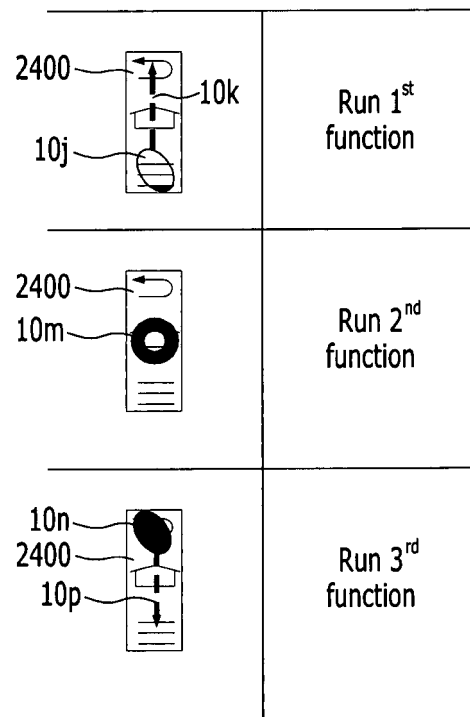 2400
10k
10j
Run 1st
function
2400
10m
Run 2nd
function
10n
2400
10p
Run 3rd
function